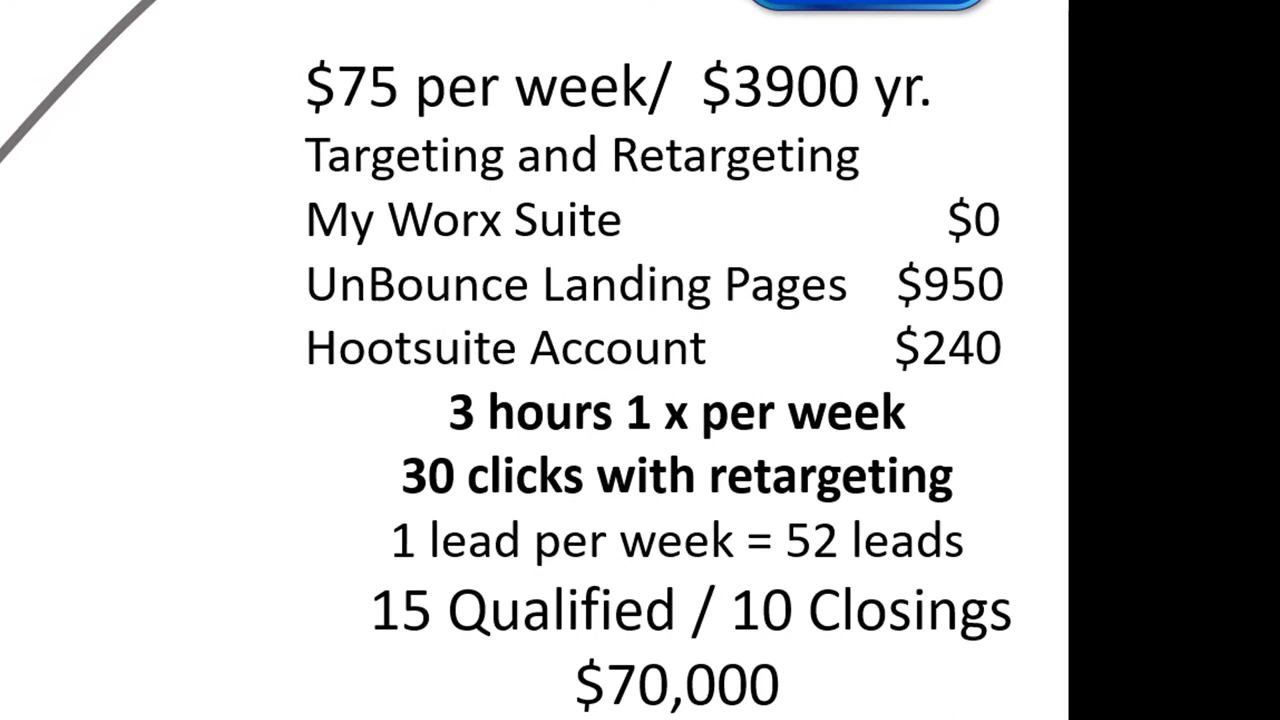 $75 per week/ $3900 yr.
Targeting and Retargeting
My Worx Suite $0
UnBounce Landing Pages $950
Hootsuite Account $240
3 hours 1 x per week
30 clicks with retargeting
1 lead per week = 52 leads
15 Qualified / 10 Closings
$70,000